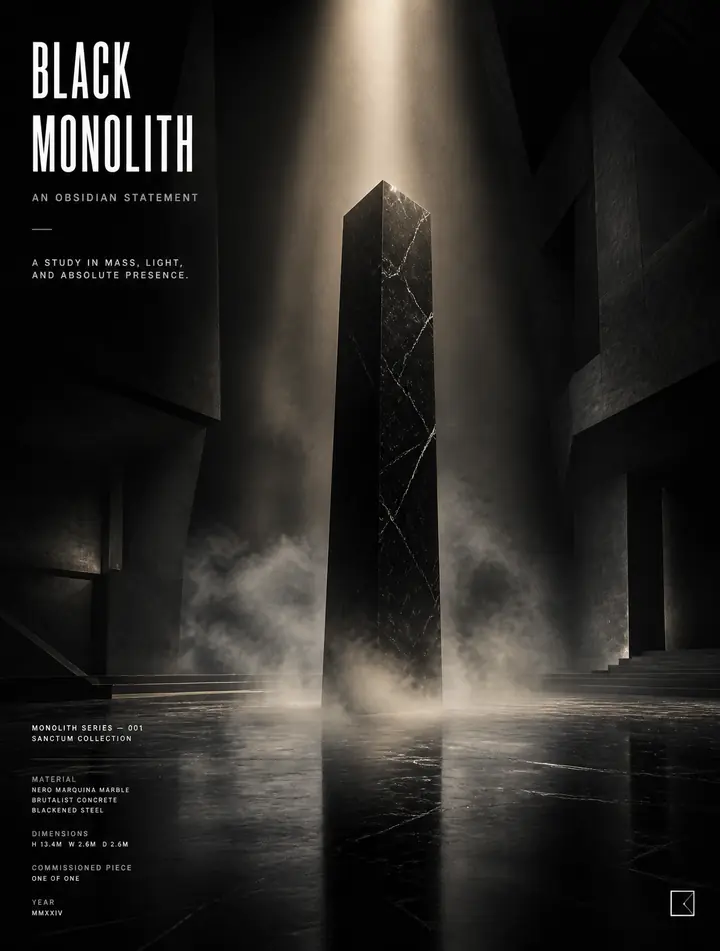 BLACK
MONOLITH
AN OBSIDIAN STATEMENT
A STUDY IN MASS, LIGHT,
AND ABSOLUTE PRESENCE.
MONOLITH SERIES — 001
SANCTUM COLLECTION
MATERIAL
NERO MARQUINA MARBLE
BRUTALIST CONCRETE
BLACKENED STEEL
DIMENSIONS
H 13.4M W 2.6M D 2.6M
COMMISSIONED PIECE
ONE OF ONE
YEAR
MMXXIV